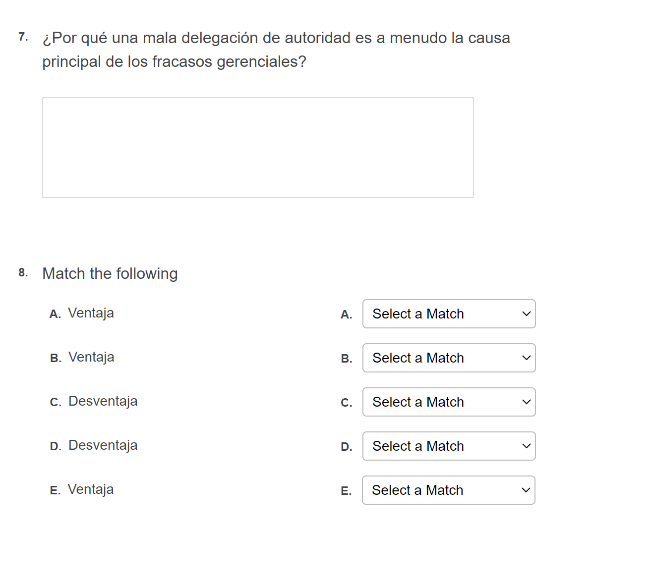 7. ¿Por qué una mala delegación de autoridad es a menudo la causa
principal de los fracasos gerenciales?
8. Match the following
A. Ventaja A. Select a Match
B. Ventaja B. Select a Match
C. Desventaja C. Select a Match
D. Desventaja D. Select a Match
E. Ventaja E. Select a Match